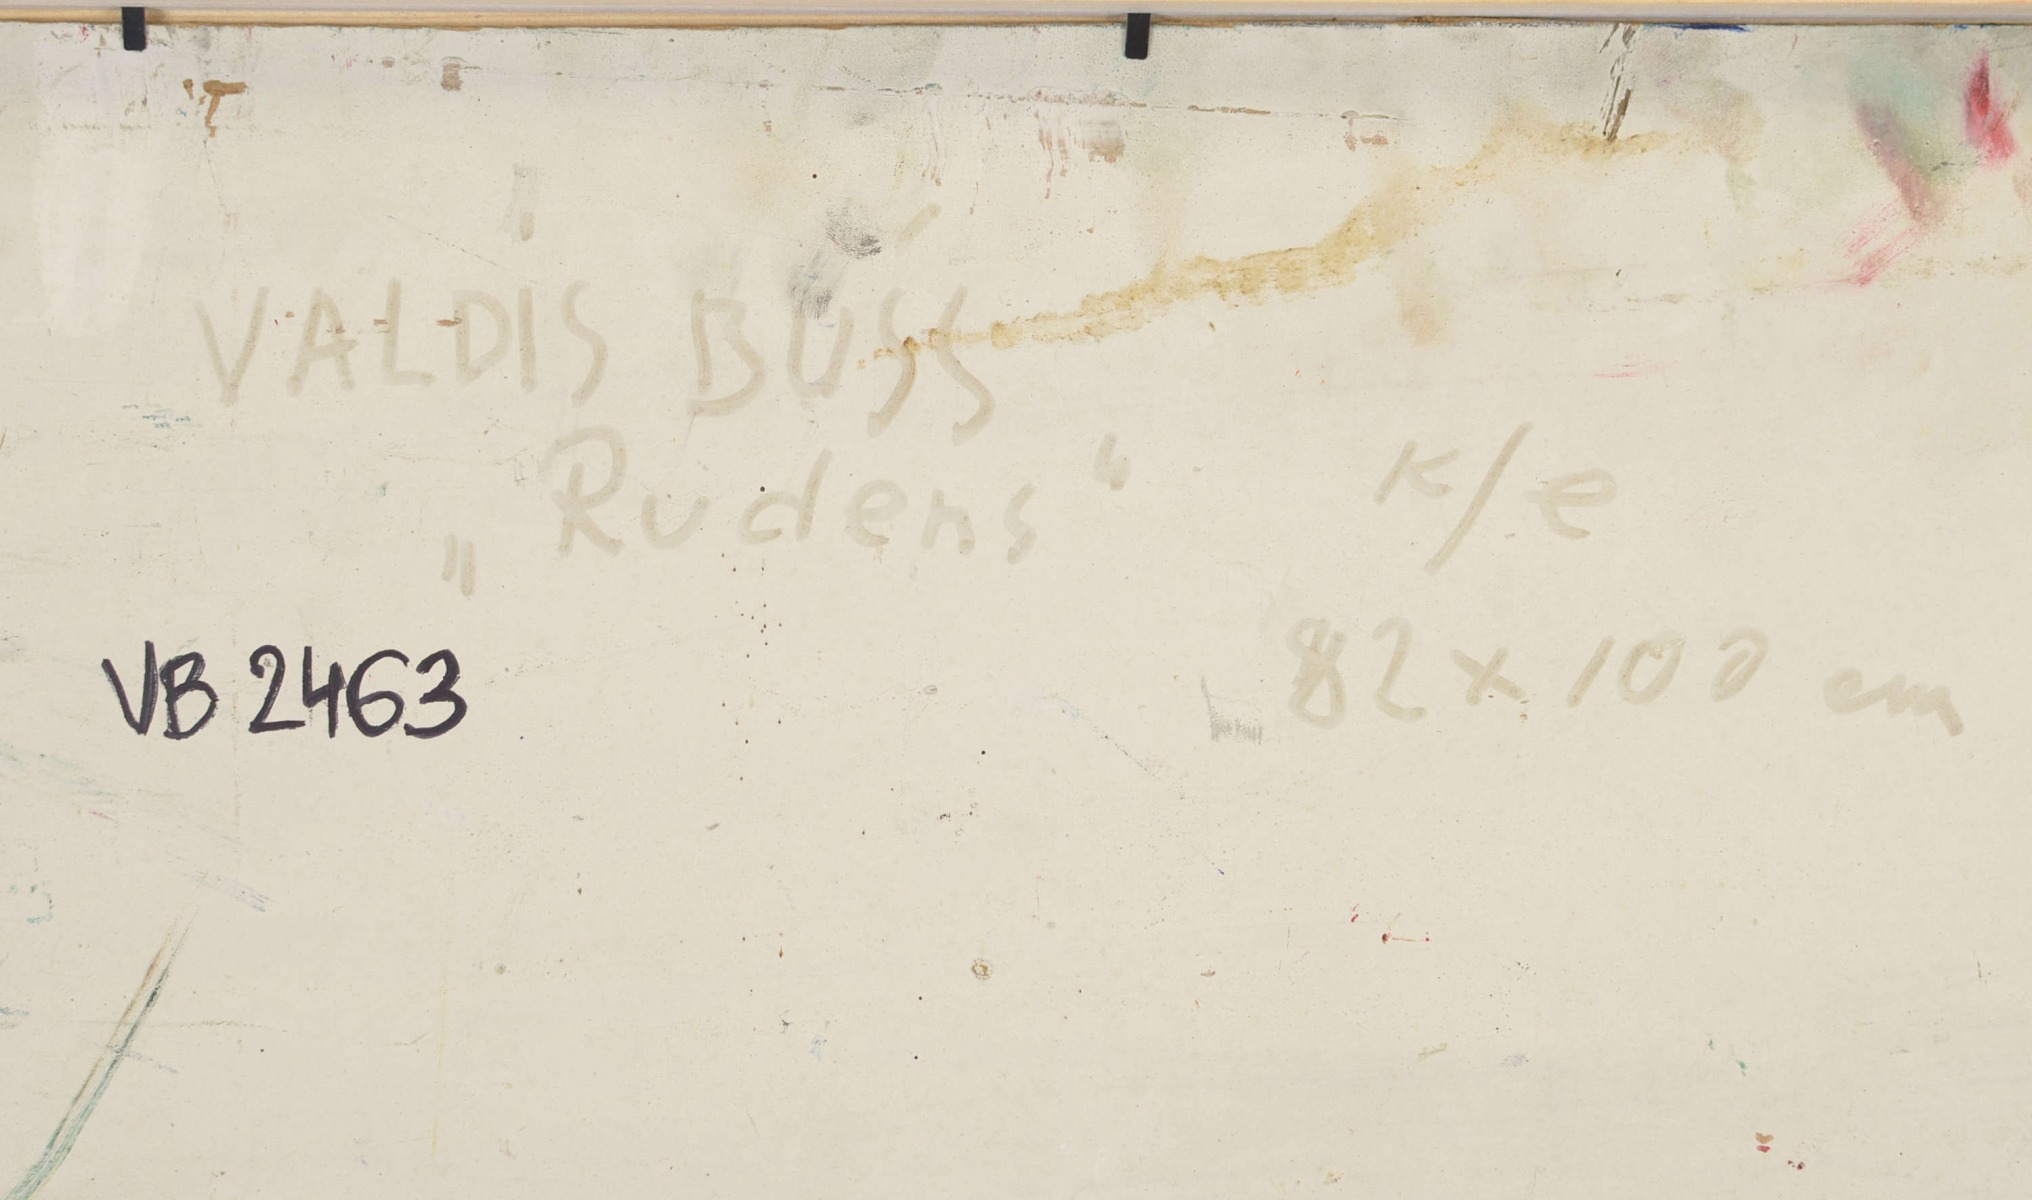 VALDIS BUŠS
„Rudens“ K/e
82 x 100 cm
VB 2463